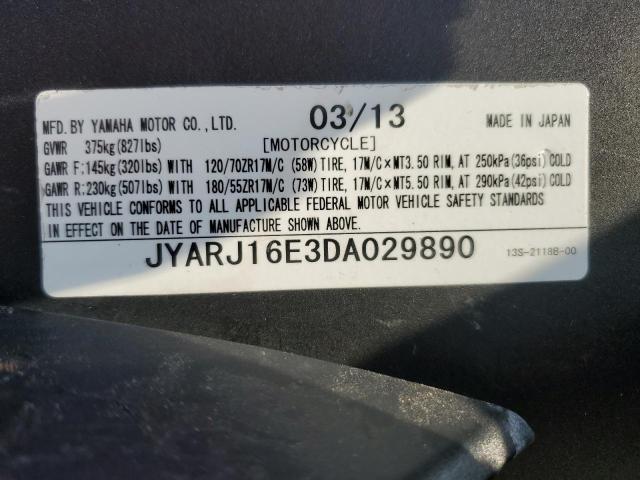 MFD. BY YAMAHA MOTOR CO.,LTD. 03/13 MADE IN JAPAN
GVWR 375kg(827lbs) [MOTORCYCLE]
GAWR F:145kg(320lbs) WITH 120/70ZR17M/C (58W) TIRE, 17M/C×MT3.50 RIM, AT 250kPa(36psi) COLD
GAWR R:230kg(507lbs) WITH 180/55ZR17M/C (73W) TIRE, 17M/C×MT5.50 RIM, AT 290kPa(42psi) COLD
THIS VEHICLE CONFORMS TO ALL APPLICABLE FEDERAL MOTOR VEHICLE SAFETY STANDARDS
IN EFFECT ON THE DATE OF MANUFACTURE SHOWN ABOVE.
JYARJ16E3DA029890 13S-2118B-00